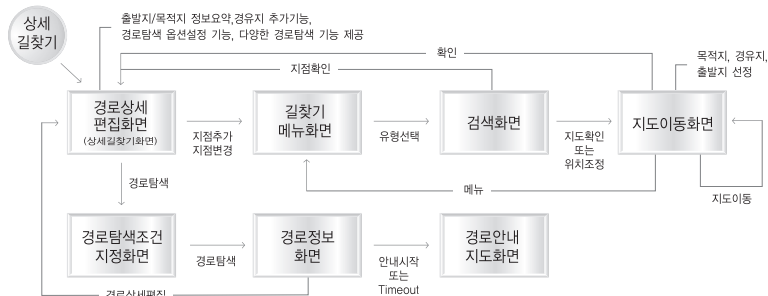 상세
길찾기
출발지/목적지 정보요약,경유지 추가기능,
경로탐색 옵션설정 기능, 다양한 경로탐색 기능 제공
확인
지점확인
목적지, 경유지,
출발지 선정
경로상세
편집화면
(상세길찾기화면)
지점추가
지점변경
길찾기
메뉴화면
유형선택
검색화면
지도확인
또는
위치조정
지도이동화면
경로탐색
메뉴
지도이동
경로탐색조건
지정화면
경로탐색
경로정보
화면
안내시작
또는
Timeout
경로안내
지도화면
경로상세편집